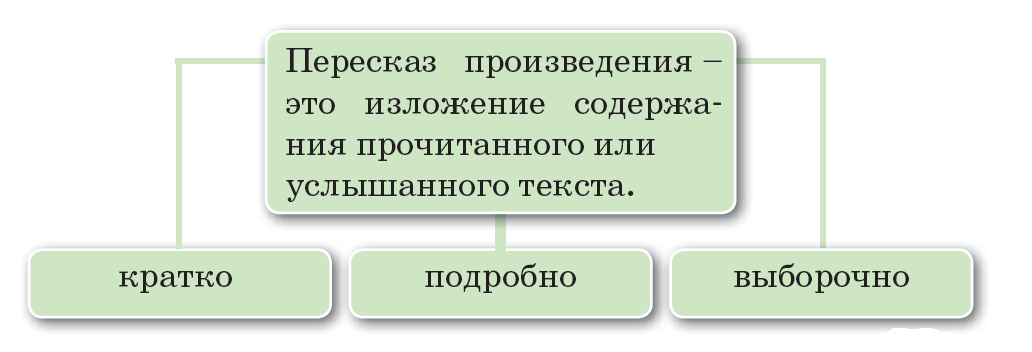 Пересказ произведения –
это изложение содержа-
ния прочитанного или
услышанного текста.
кратко
подробно
выборочно